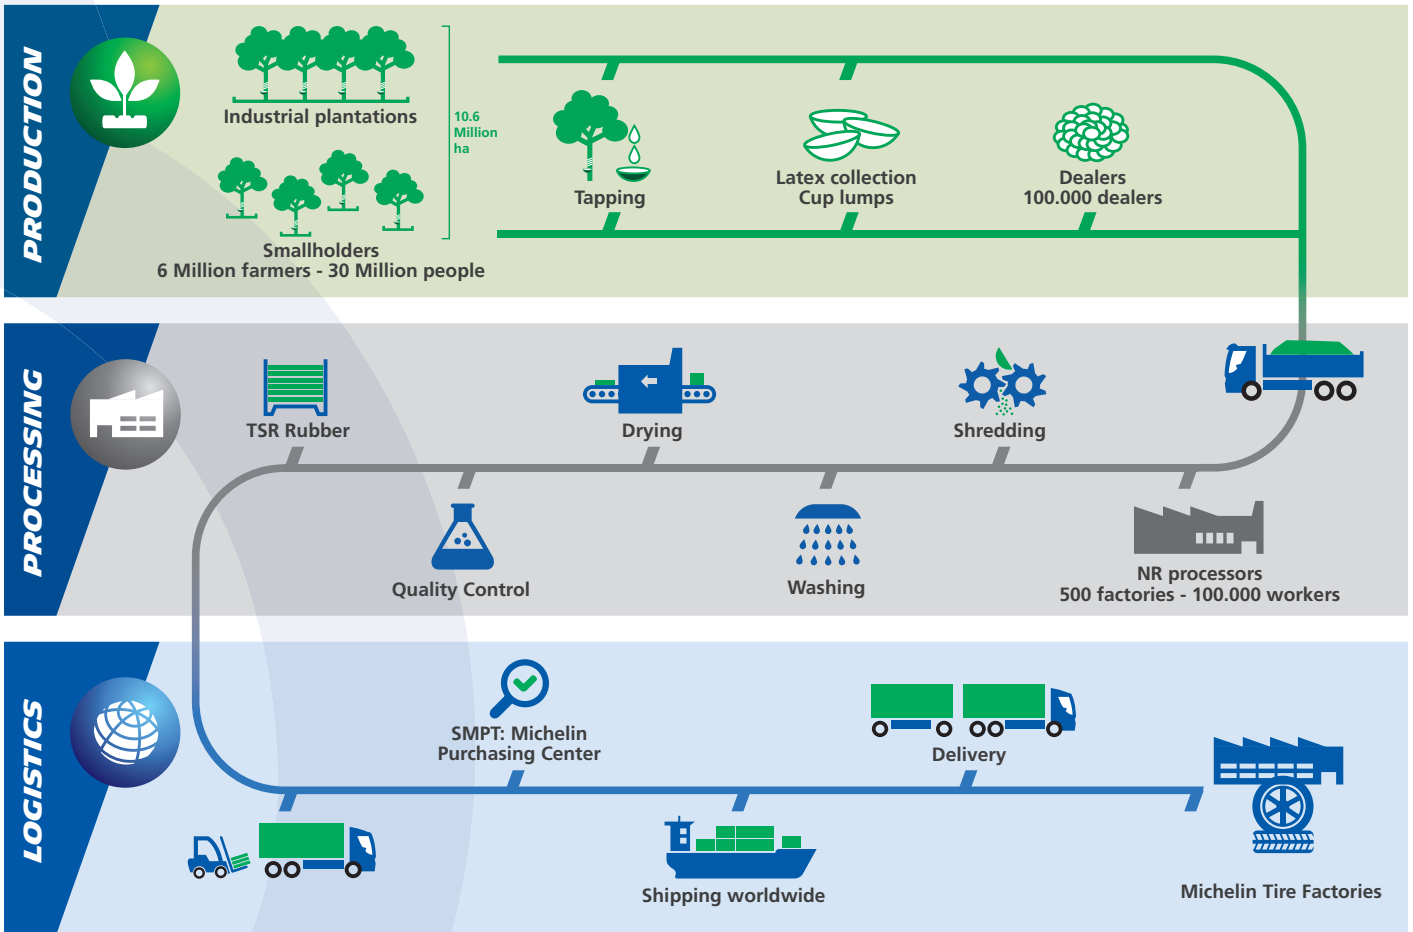 PRODUCTION
Industrial plantations
10.6
Million
ha
Smallholders
6 Million farmers - 30 Million people
Tapping
Latex collection
Cup lumps
Dealers
100.000 dealers
PROCESSING
TSR Rubber
Drying
Shredding
Quality Control
Washing
NR processors
500 factories - 100.000 workers
LOGISTICS
SMPT: Michelin
Purchasing Center
Delivery
Shipping worldwide
Michelin Tire Factories